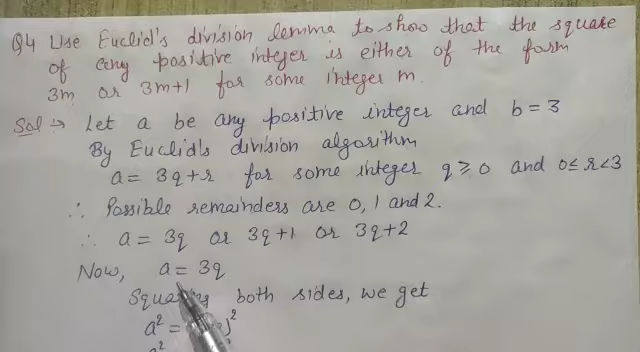 Q4 Use Euclid's division lemma to show that the square
of any positive integer is either of the form
3m or 3m+1 for some integer m.
Sol → Let a be any positive integer and b = 3
By Euclid's division algorithm
a = 3q+r for some integer q ≥ 0 and 0 ≤ r < 3
∴ Possible remainders are 0, 1 and 2.
∴ a = 3q or 3q+1 or 3q+2
Now, a = 3q
Squaring both sides, we get
a² = )²
a²